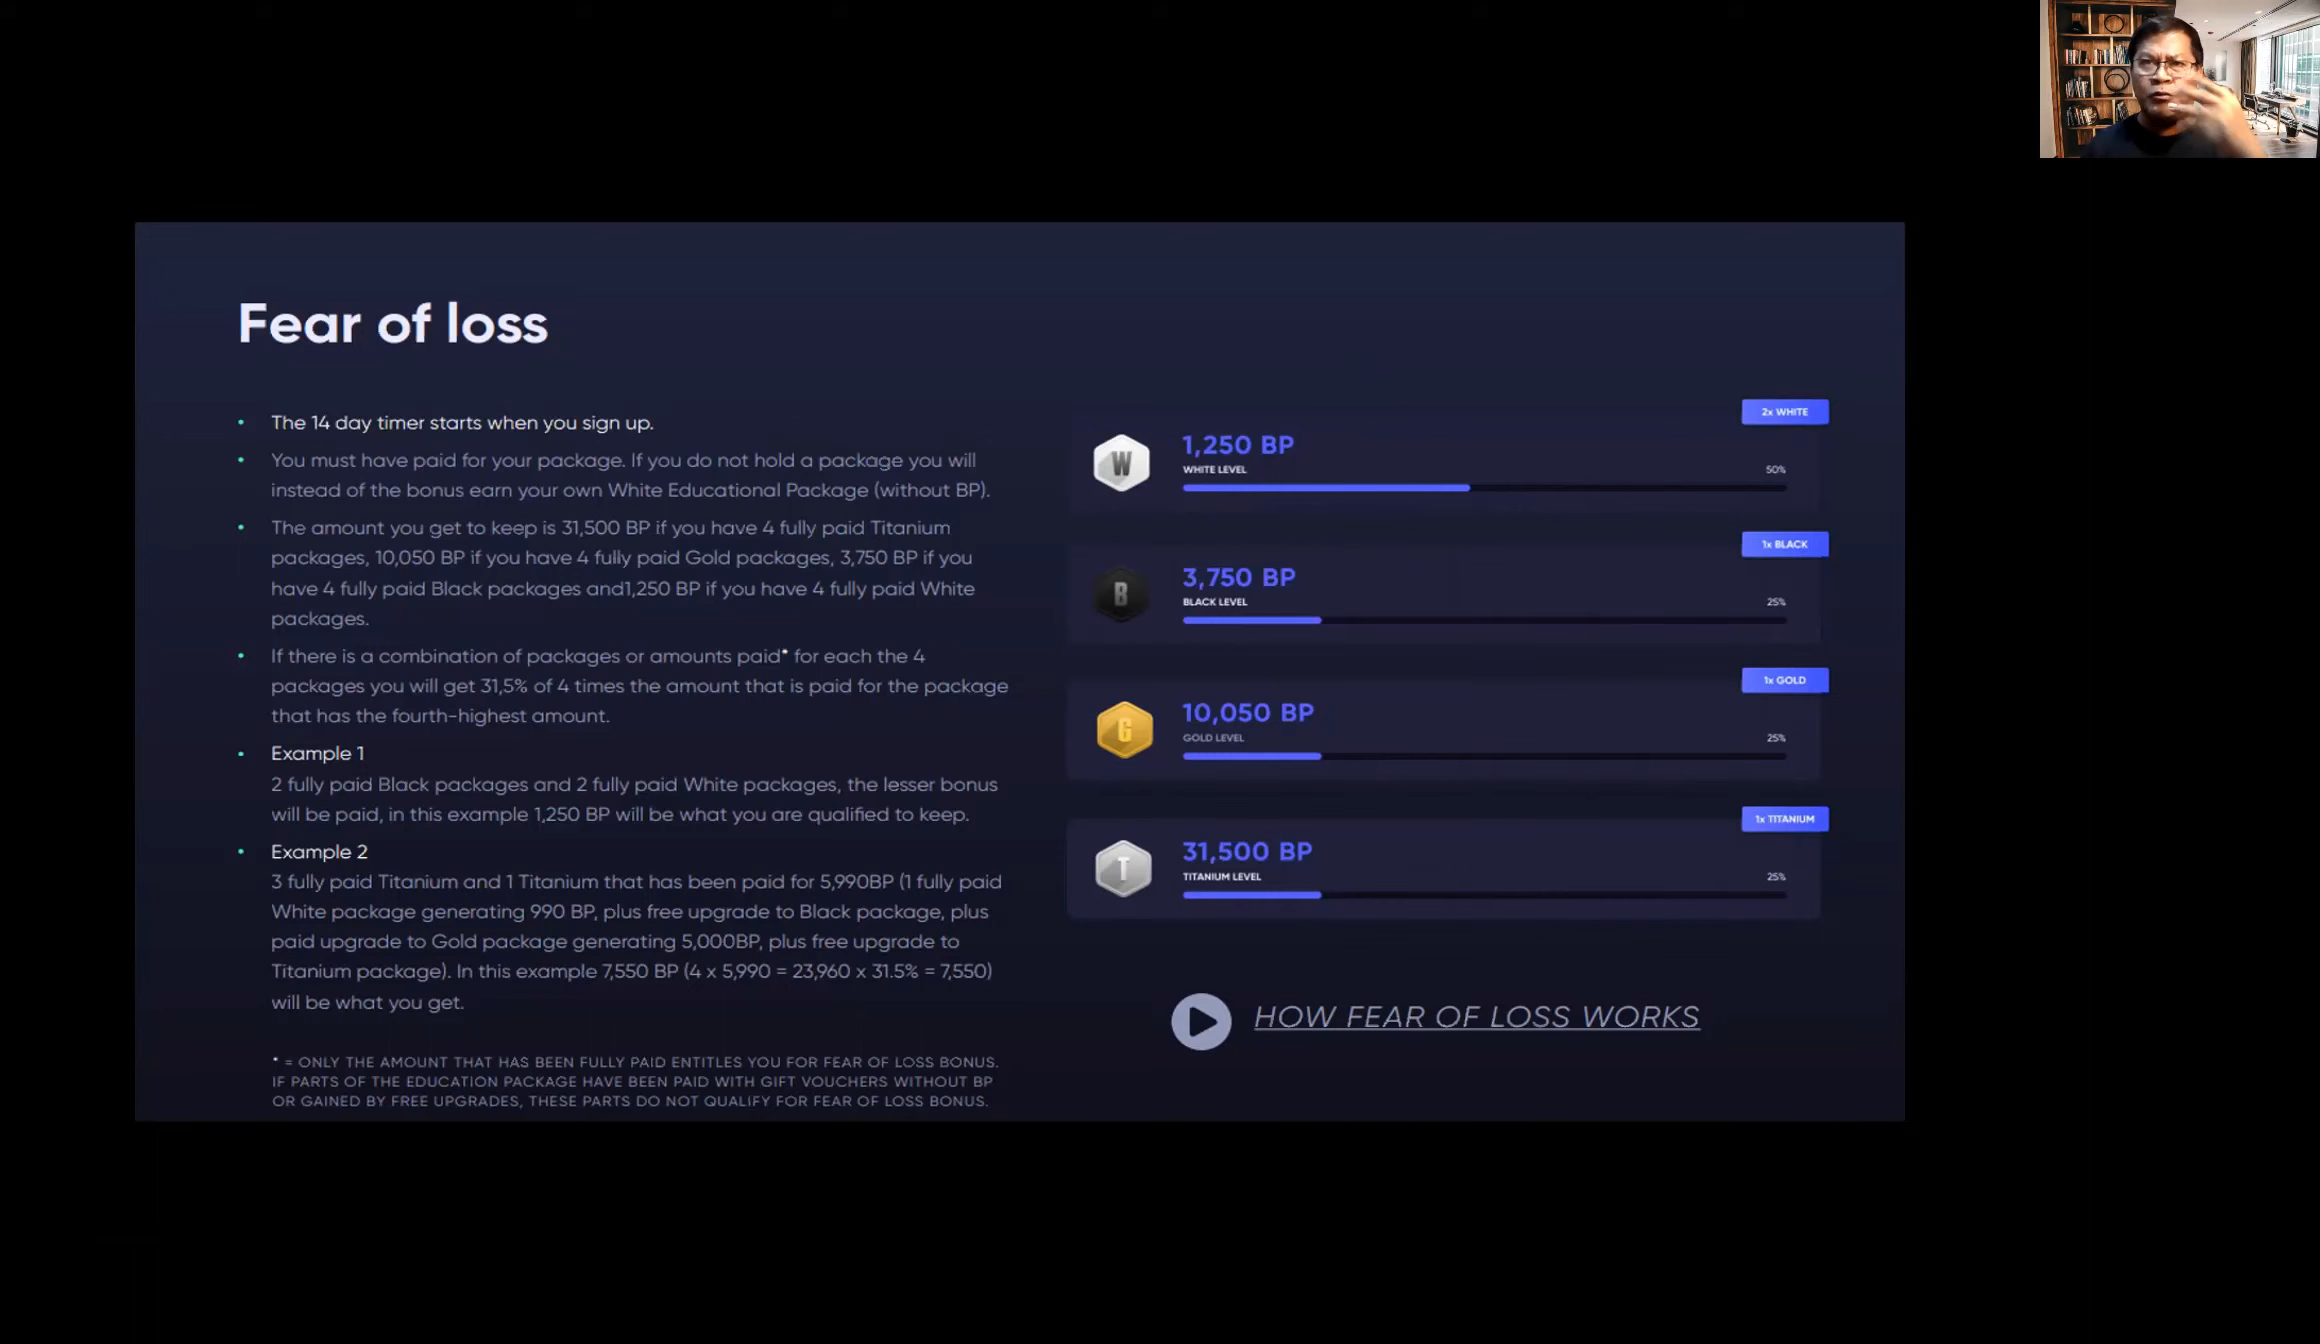 Fear of loss
• The 14 day timer starts when you sign up.
• You must have paid for your package. If you do not hold a package you will
instead of the bonus earn your own White Educational Package (without BP).
• The amount you get to keep is 31,500 BP if you have 4 fully paid Titanium
packages, 10,050 BP if you have 4 fully paid Gold packages, 3,750 BP if you
have 4 fully paid Black packages and1,250 BP if you have 4 fully paid White
packages.
• If there is a combination of packages or amounts paid* for each the 4
packages you will get 31,5% of 4 times the amount that is paid for the package
that has the fourth-highest amount.
• Example 1
2 fully paid Black packages and 2 fully paid White packages, the lesser bonus
will be paid, in this example 1,250 BP will be what you are qualified to keep.
• Example 2
3 fully paid Titanium and 1 Titanium that has been paid for 5,990BP (1 fully paid
White package generating 990 BP, plus free upgrade to Black package, plus
paid upgrade to Gold package generating 5,000BP, plus free upgrade to
Titanium package). In this example 7,550 BP (4 x 5,990 = 23,960 x 31.5% = 7,550)
will be what you get.
* = ONLY THE AMOUNT THAT HAS BEEN FULLY PAID ENTITLES YOU FOR FEAR OF LOSS BONUS.
IF PARTS OF THE EDUCATION PACKAGE HAVE BEEN PAID WITH GIFT VOUCHERS WITHOUT BP
OR GAINED BY FREE UPGRADES, THESE PARTS DO NOT QUALIFY FOR FEAR OF LOSS BONUS.
2x WHITE
W
1,250 BP
WHITE LEVEL
50%
1x BLACK
B
3,750 BP
BLACK LEVEL
25%
1x GOLD
G
10,050 BP
GOLD LEVEL
25%
1x TITANIUM
T
31,500 BP
TITANIUM LEVEL
25%
HOW FEAR OF LOSS WORKS